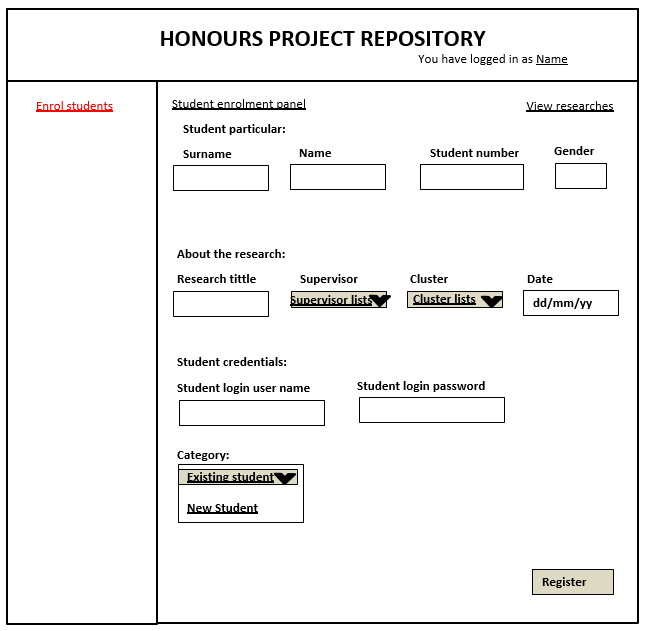 HONOURS PROJECT REPOSITORY
You have logged in as Name
Enrol students
Student enrolment panel
View researches
Student particular:
Surname
Name
Student number
Gender
About the research:
Research tittle
Supervisor
Cluster
Date
Supervisor lists
Cluster lists
dd/mm/yy
Student credentials:
Student login user name
Student login password
Category:
Existing student
New Student
Register